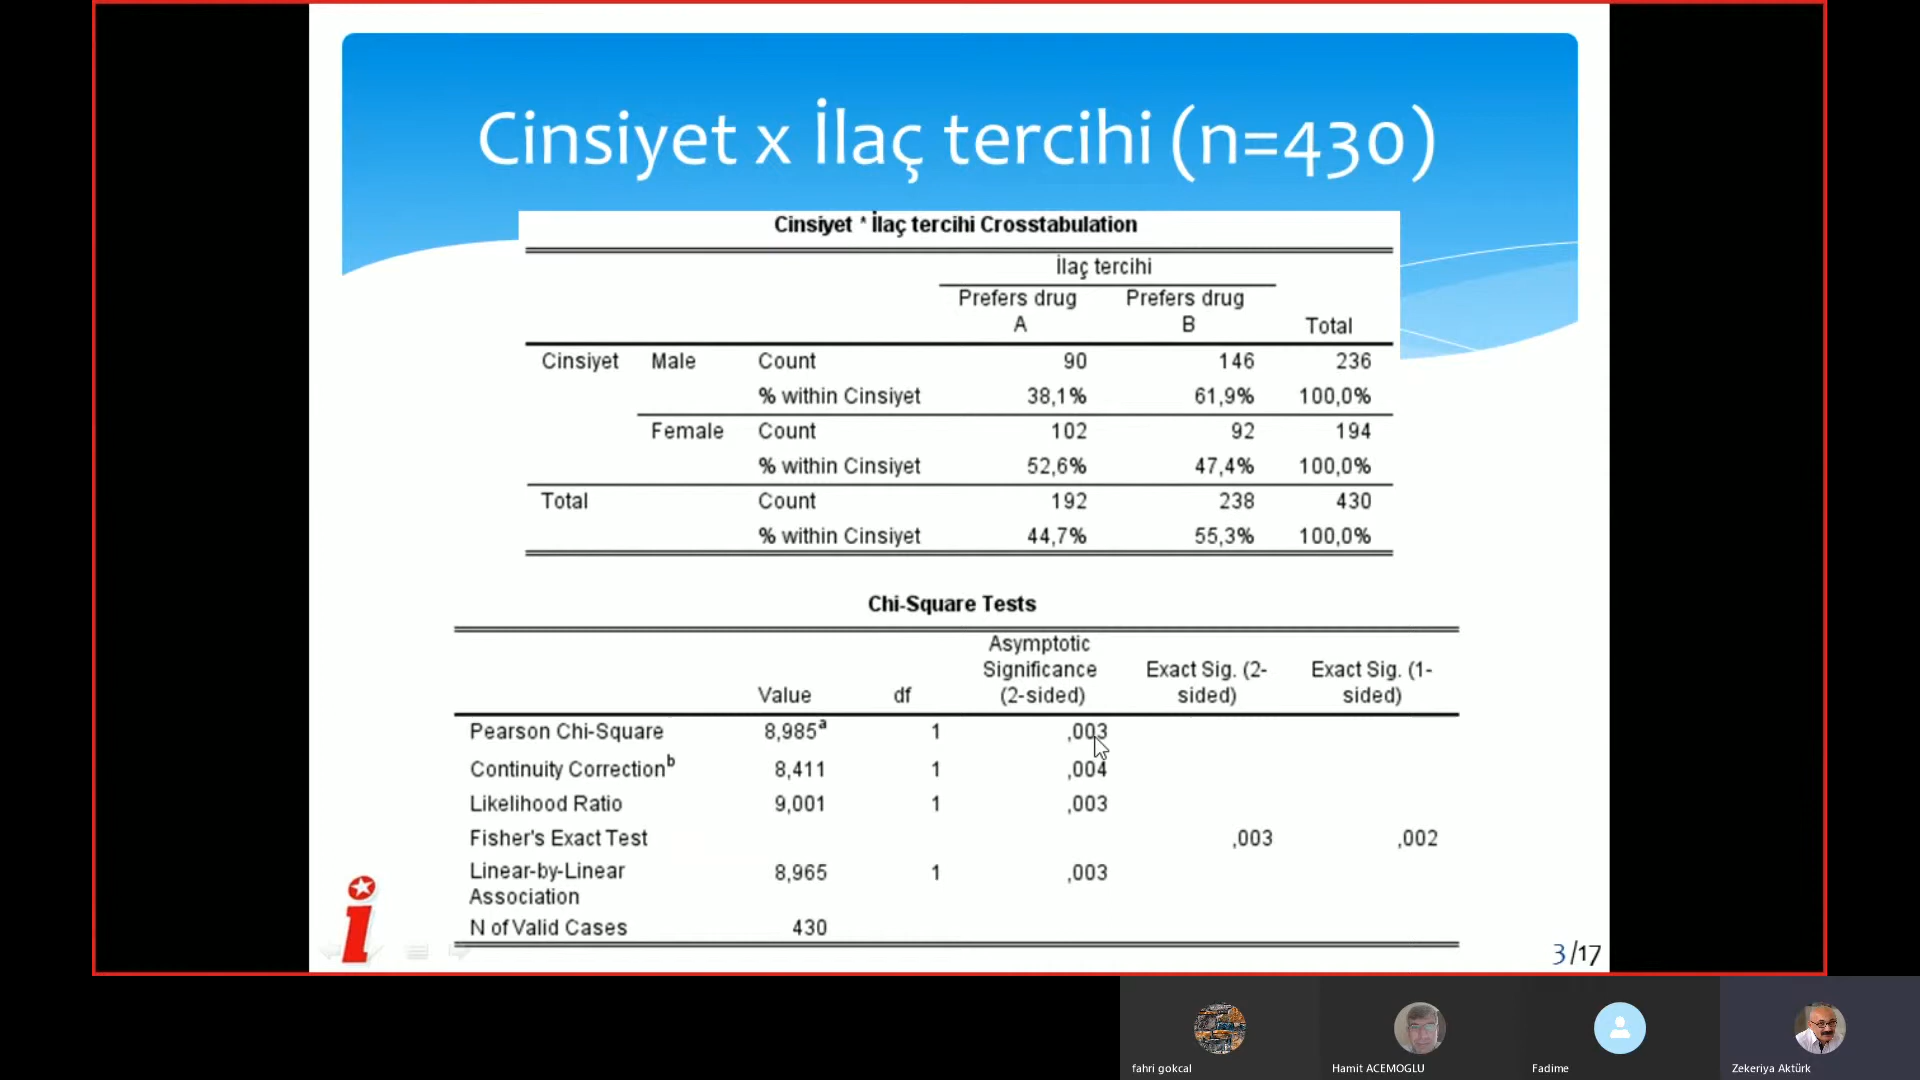 Cinsiyet x İlaç tercihi (n=430)
Cinsiyet * İlaç tercihi Crosstabulation
İlaç tercihi
Prefers drug A Prefers drug B Total
Cinsiyet Male Count 90 146 236
% within Cinsiyet 38,1% 61,9% 100,0%
Female Count 102 92 194
% within Cinsiyet 52,6% 47,4% 100,0%
Total Count 192 238 430
% within Cinsiyet 44,7% 55,3% 100,0%
Chi-Square Tests
Value df Asymptotic Significance (2-sided) Exact Sig. (2-sided) Exact Sig. (1-sided)
Pearson Chi-Square 8,985a 1 ,003
Continuity Correctionb 8,411 1 ,004
Likelihood Ratio 9,001 1 ,003
Fisher's Exact Test ,003 ,002
Linear-by-Linear Association 8,965 1 ,003
N of Valid Cases 430
3/17
fahri gokcal
Hamit ACEMOGLU
Fadime
Zekeriya Aktürk